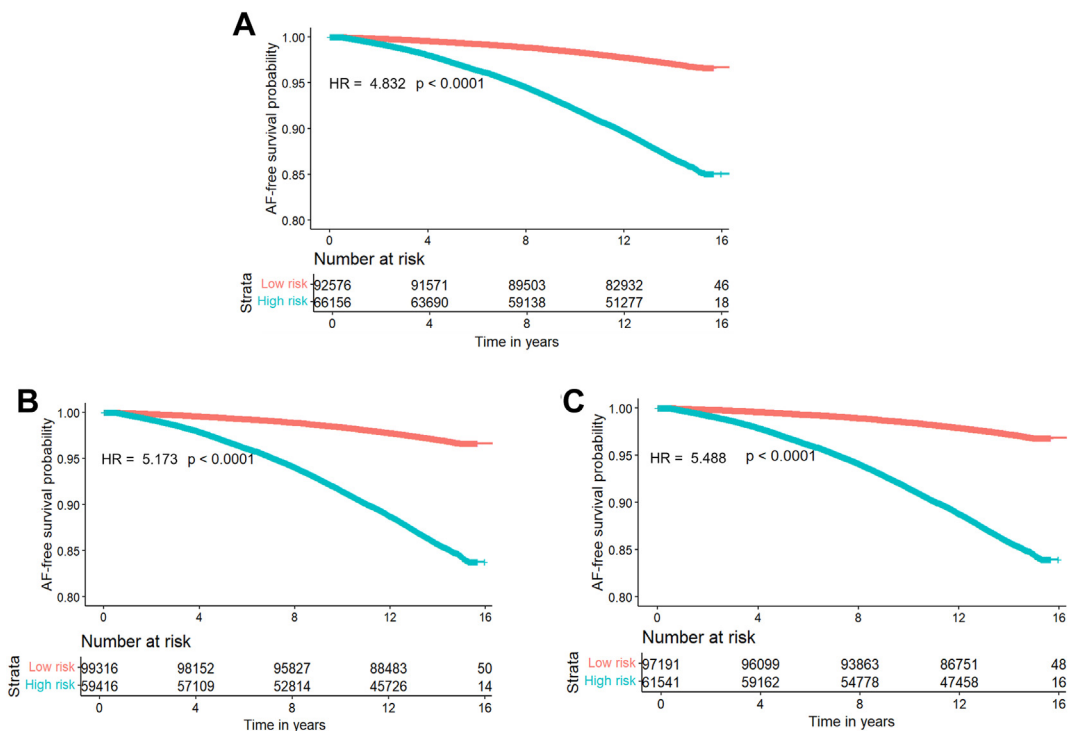 A
AF-free survival probability
1.00
0.95
0.90
0.85
0.80
HR = 4.832 p < 0.0001
0 4 8 12 16
Number at risk
Strata
Low risk 92576 91571 89503 82932 46
High risk 66156 63690 59138 51277 18
0 4 8 12 16
Time in years
B
AF-free survival probability
1.00
0.95
0.90
0.85
0.80
HR = 5.173 p < 0.0001
0 4 8 12 16
Number at risk
Strata
Low risk 99316 98152 95827 88483 50
High risk 59416 57109 52814 45726 14
0 4 8 12 16
Time in years
C
AF-free survival probability
1.00
0.95
0.90
0.85
0.80
HR = 5.488 p < 0.0001
0 4 8 12 16
Number at risk
Strata
Low risk 97191 96099 93863 86751 48
High risk 61541 59162 54778 47458 16
0 4 8 12 16
Time in years